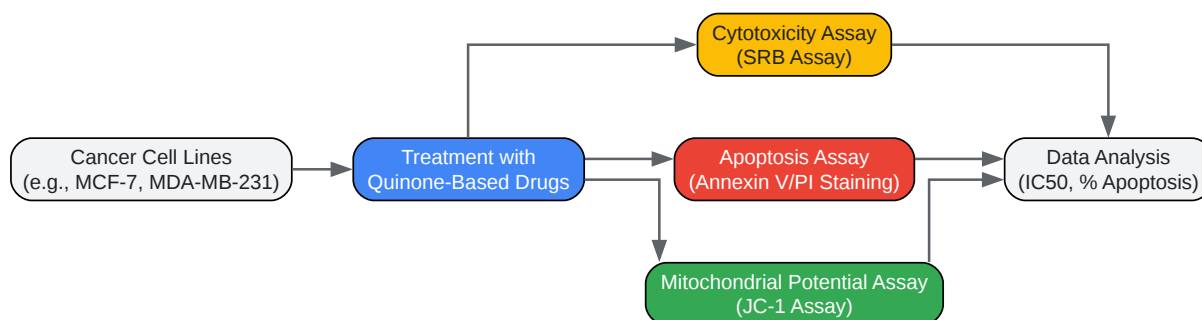 Cytotoxicity Assay
(SRB Assay)
Cancer Cell Lines
(e.g., MCF-7, MDA-MB-231)
Treatment with
Quinone-Based Drugs
Apoptosis Assay
(Annexin V/PI Staining)
Data Analysis
(IC50, % Apoptosis)
Mitochondrial Potential Assay
(JC-1 Assay)